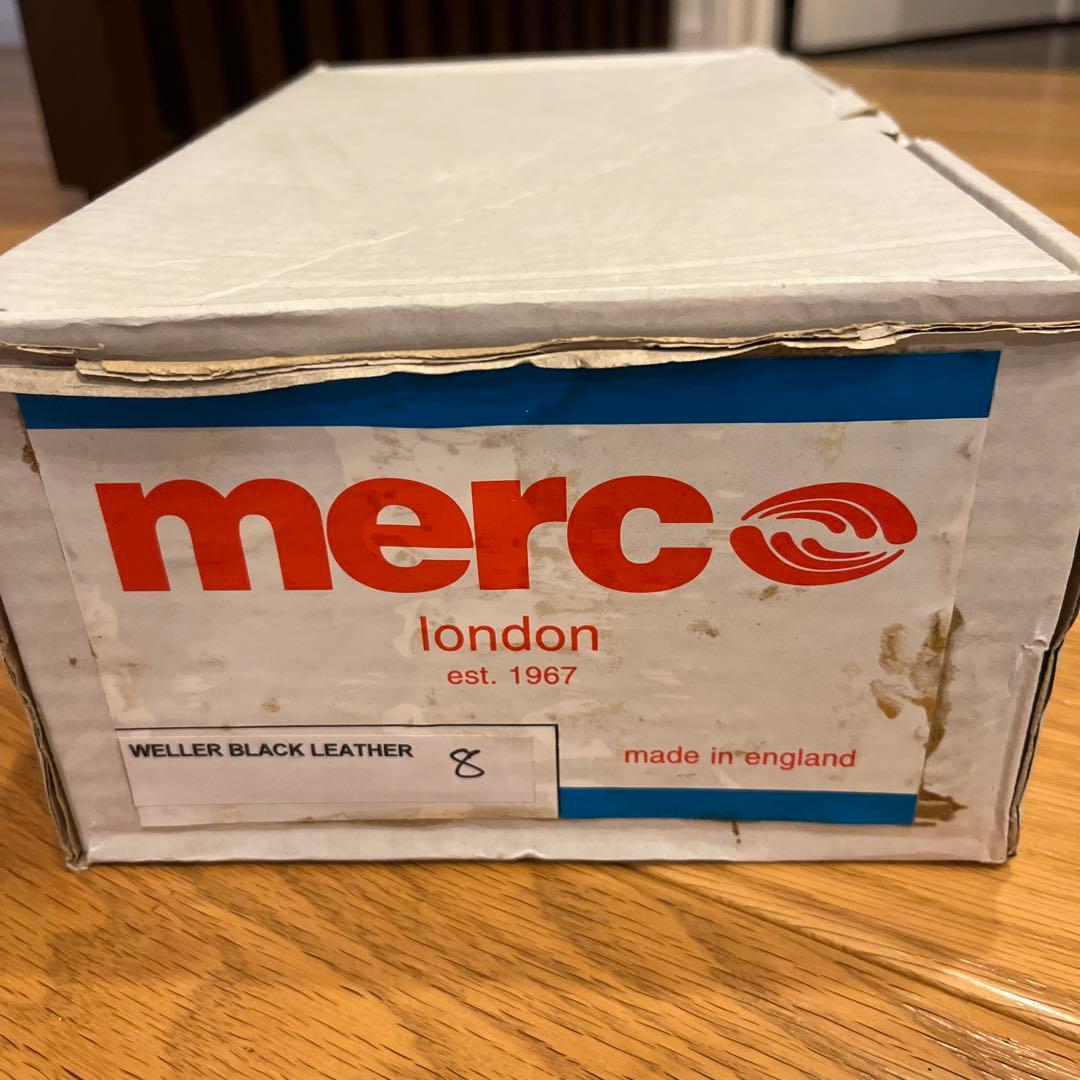 merc
london
est. 1967
WELLER BLACK LEATHER 8
made in england